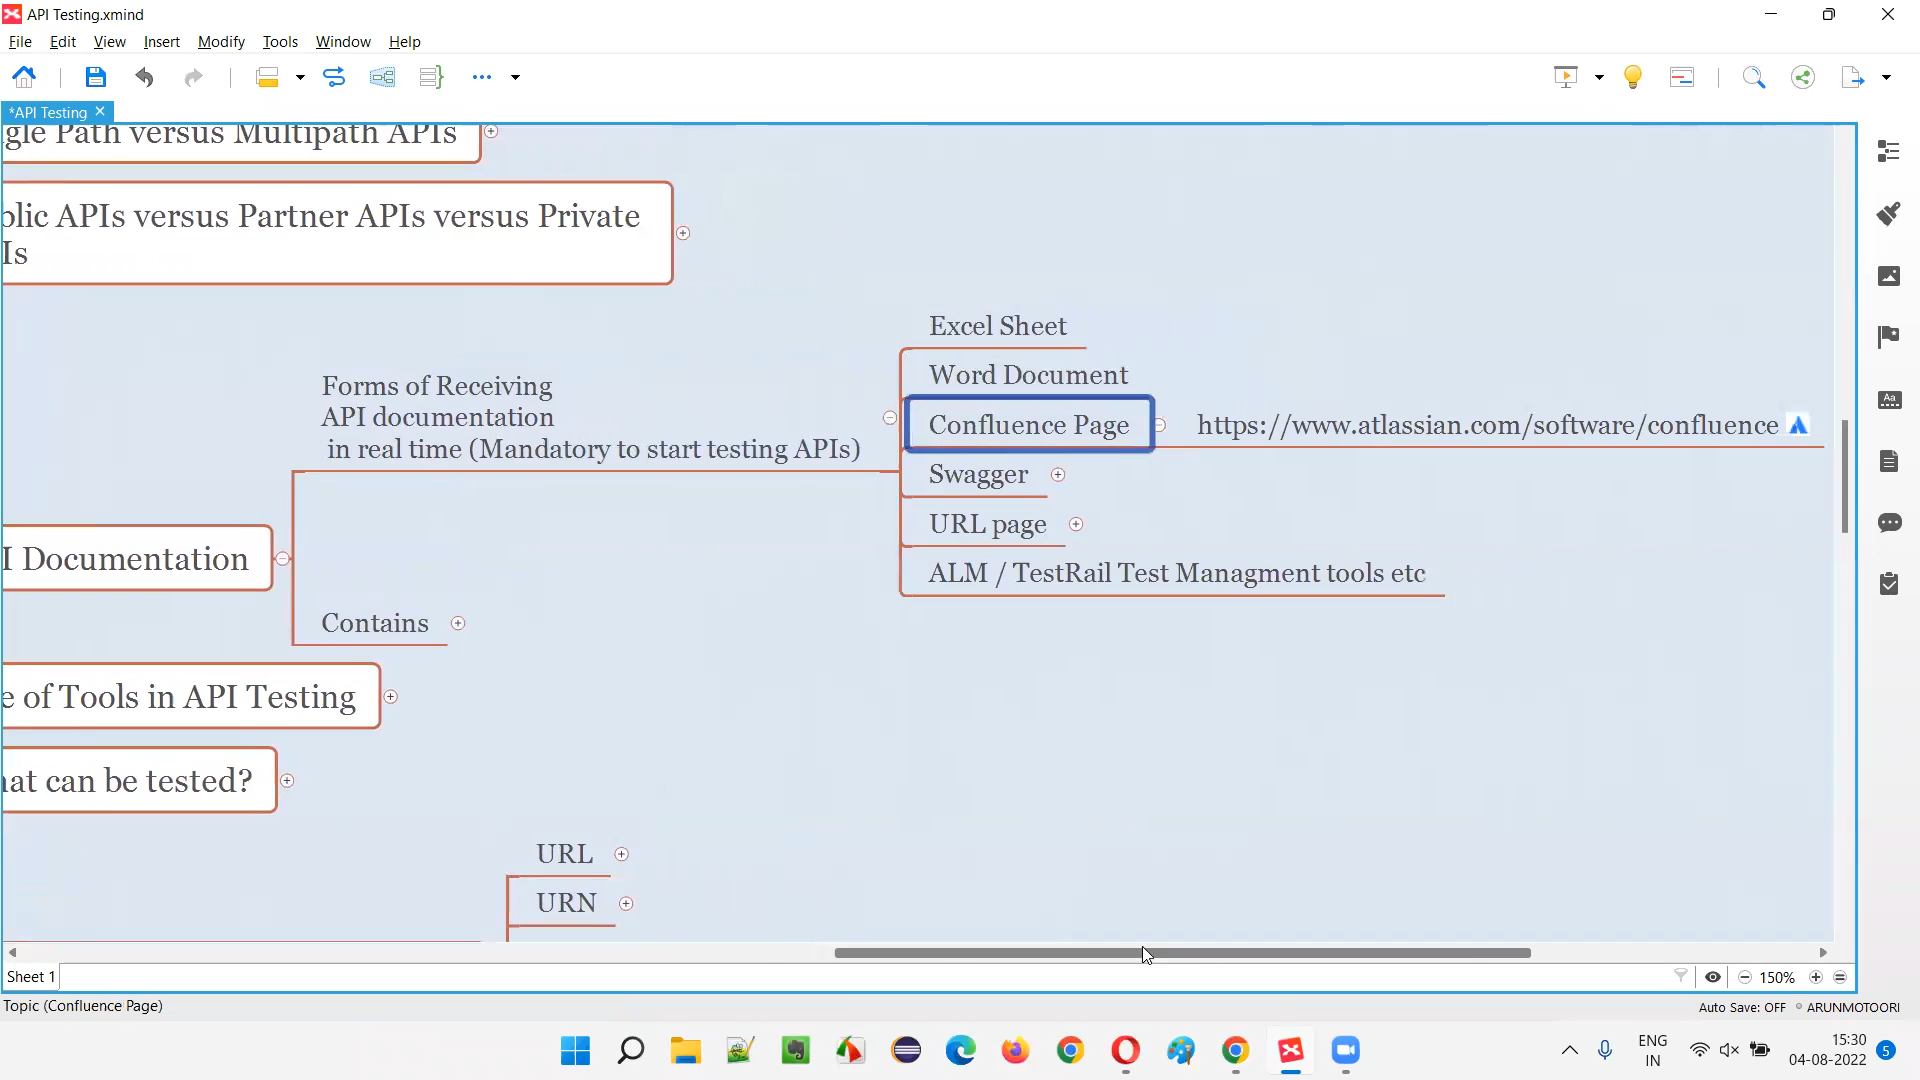 API Testing.xmind
File Edit View Insert Modify Tools Window Help
*API Testing
gle Path versus Multipath APIs
blic APIs versus Partner APIs versus Private
Is
Forms of Receiving
API documentation
in real time (Mandatory to start testing APIs)
Excel Sheet
Word Document
Confluence Page
https://www.atlassian.com/software/confluence
Swagger
URL page
ALM / TestRail Test Managment tools etc
I Documentation
Contains
e of Tools in API Testing
hat can be tested?
URL
URN
Sheet 1
150%
Topic (Confluence Page)
Auto Save: OFF
ARUNMOTOORI
ENG
IN
15:30
04-08-2022
5
Aa